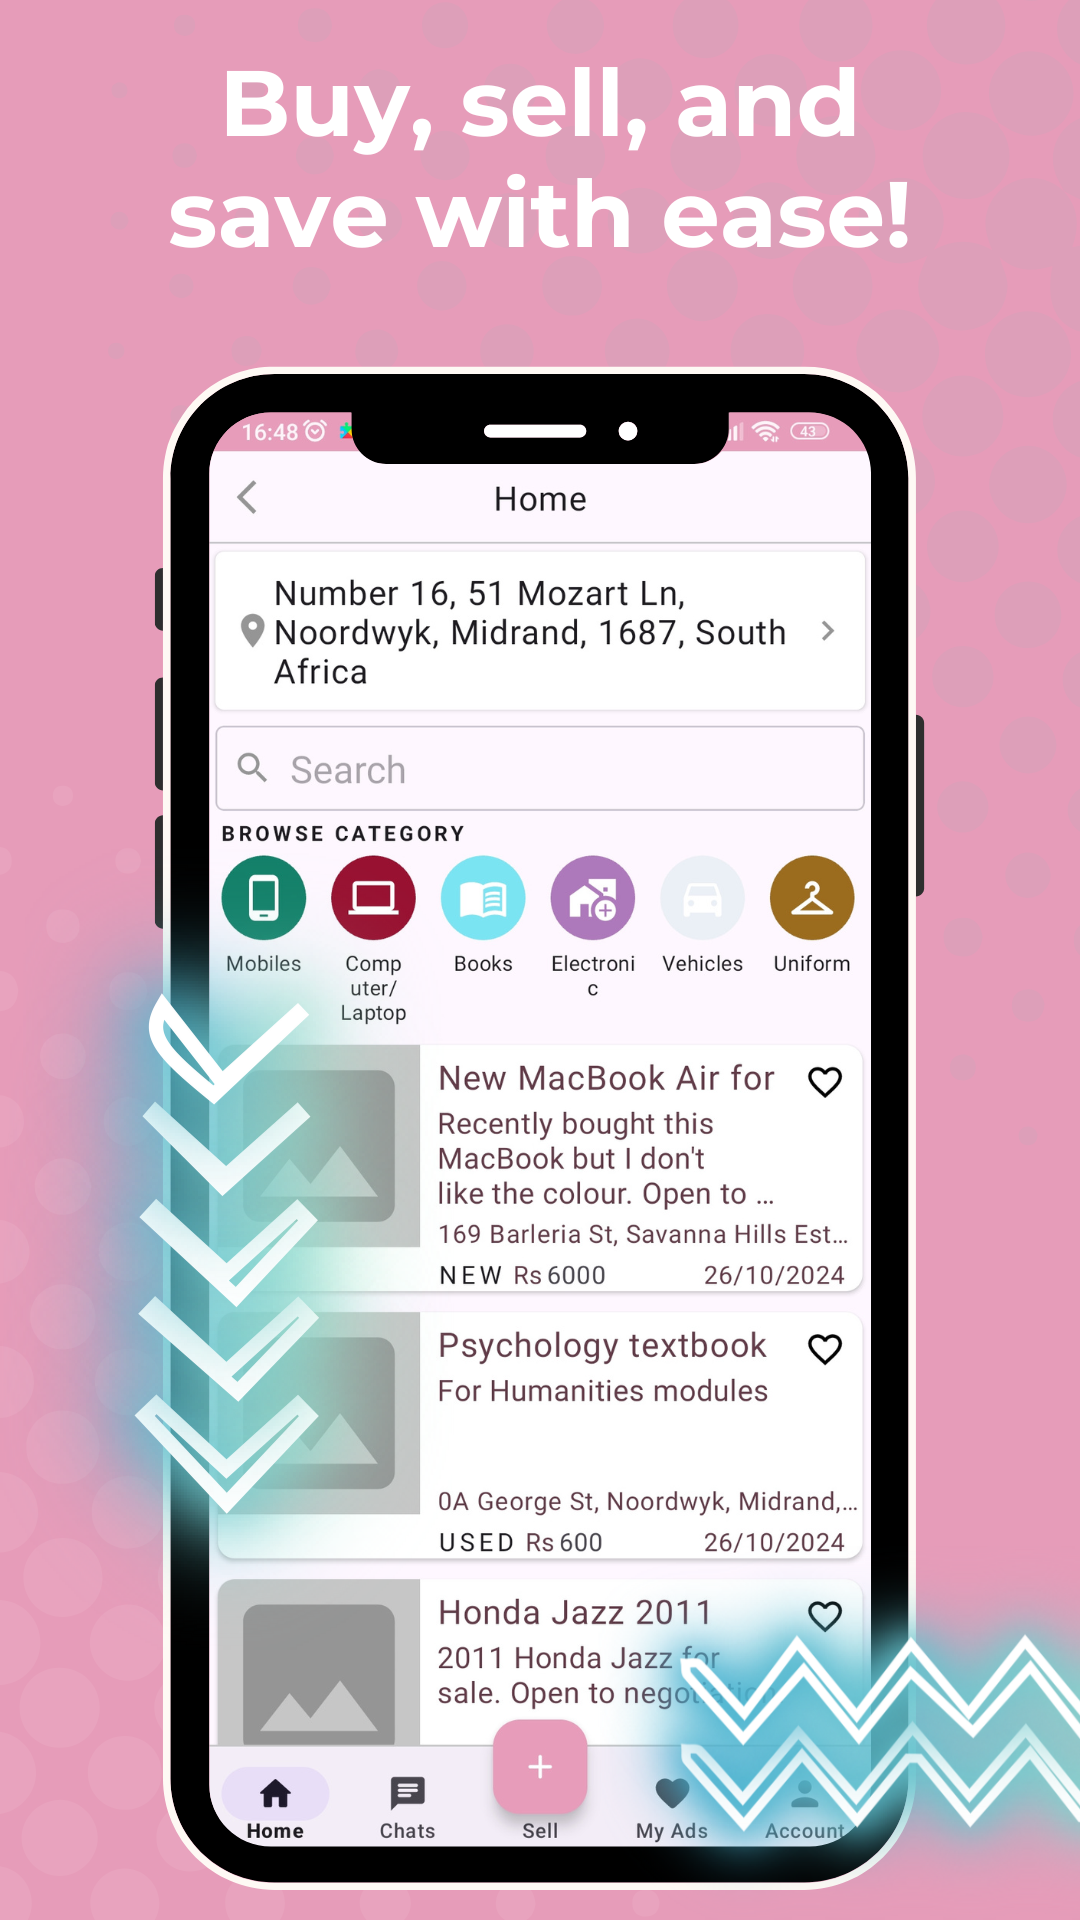 Buy, sell, and
save with ease!
16:48
43
Home
Number 16, 51 Mozart Ln,
Noordwyk, Midrand, 1687, South
Africa
Search
BROWSE CATEGORY
Mobiles
Comp
uter/
Laptop
Books
Electroni
c
Vehicles
Uniform
New MacBook Air for
Recently bought this
MacBook but I don't
like the colour. Open to ...
169 Barleria St, Savanna Hills Est...
NEW Rs 6000 26/10/2024
Psychology textbook
For Humanities modules
0A George St, Noordwyk, Midrand,...
USED Rs 600 26/10/2024
Honda Jazz 2011
2011 Honda Jazz for
sale. Open to negotiation
Home
Chats
Sell
My Ads
Account